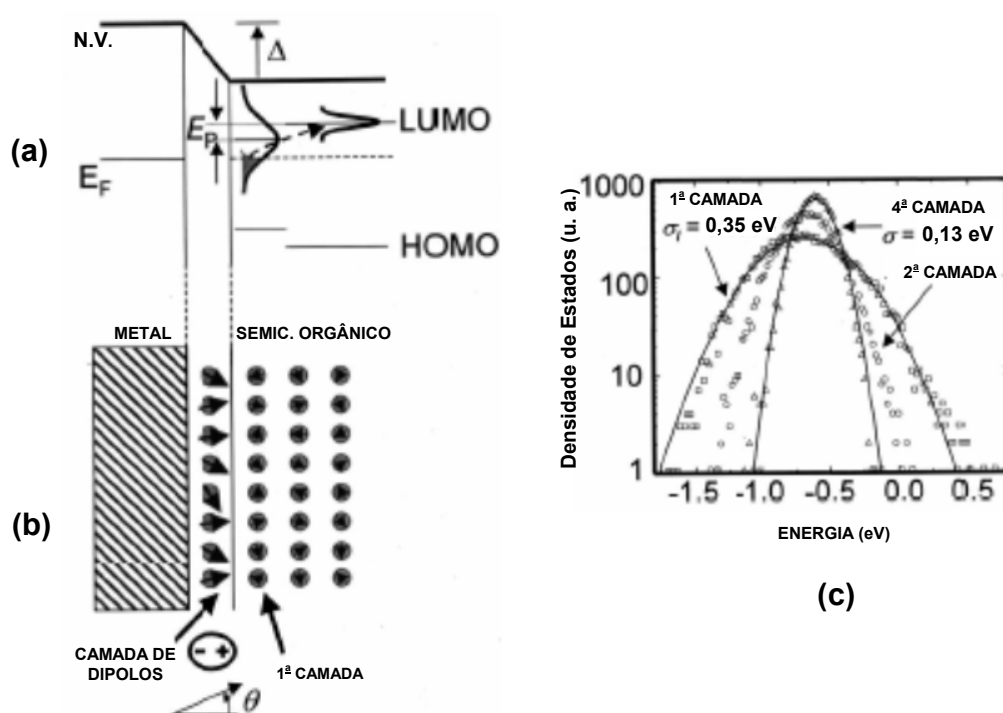 N.V.
Δ
(a)
E_P
LUMO
E_F
HOMO
METAL
SEMIC. ORGÂNICO
(b)
CAMADA DE
DIPOLOS
- +
1ª CAMADA
θ
Densidade de Estados (u. a.)
1000
100
10
1
1ª CAMADA
σ_i = 0,35 eV
4ª CAMADA
σ = 0,13 eV
2ª CAMADA
-1.5 -1.0 -0.5 0.0 0.5
ENERGIA (eV)
(c)